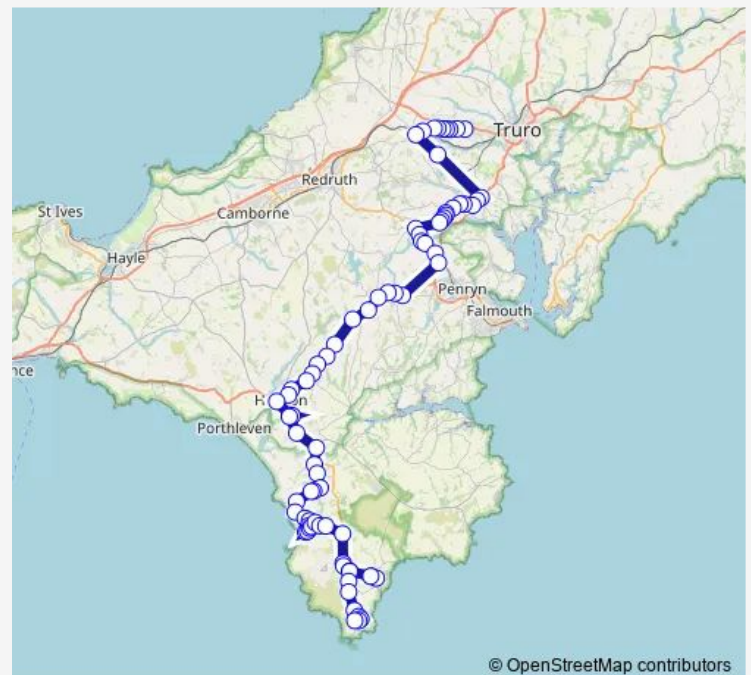 Truro
Redruth
St Ives
Camborne
Hayle
Penryn
Falmouth
nce
Porthleven
© OpenStreetMap contributors